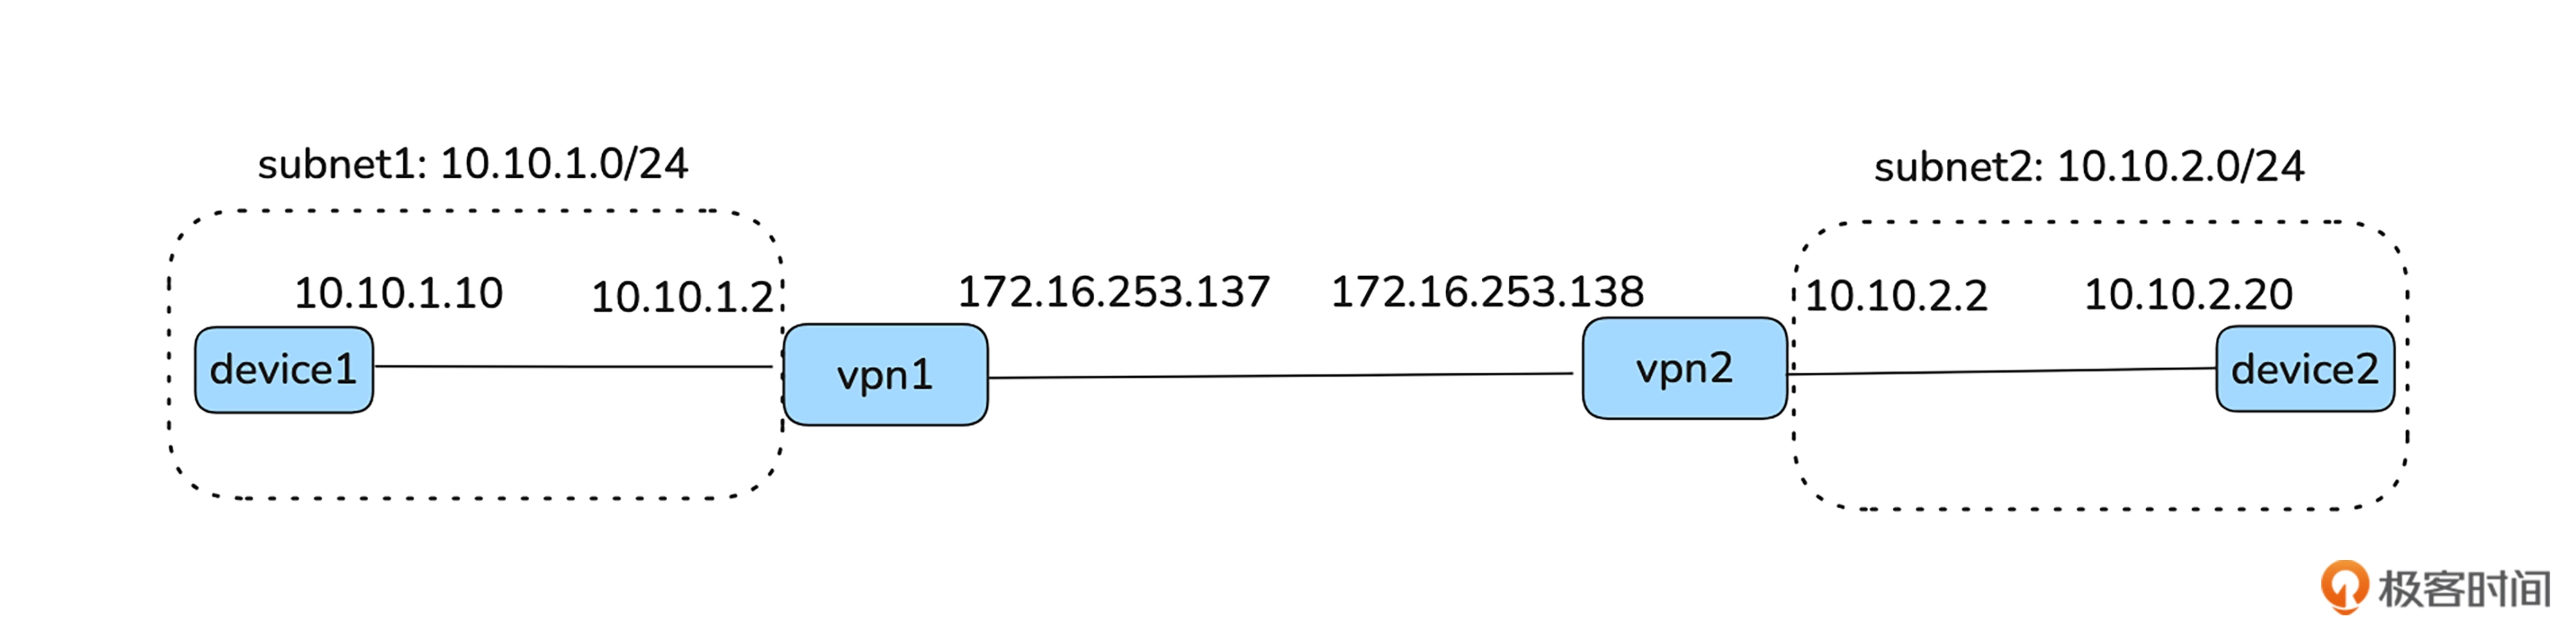 subnet1: 10.10.1.0/24
subnet2: 10.10.2.0/24
10.10.1.10
10.10.1.2
172.16.253.137
172.16.253.138
10.10.2.2
10.10.2.20
device1
vpn1
vpn2
device2
极客时间